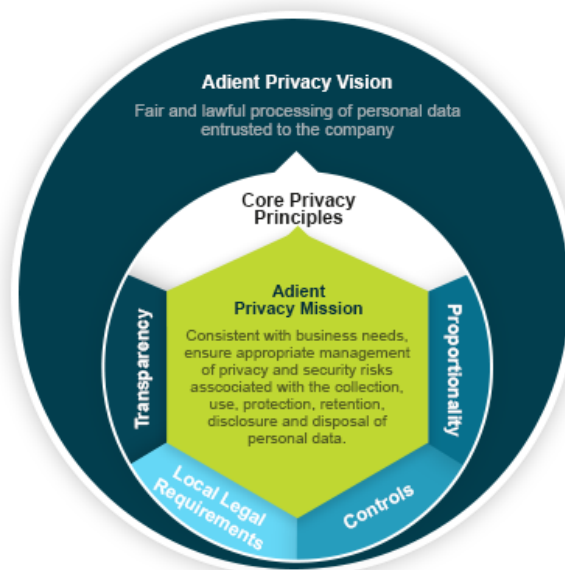 Adient Privacy Vision
Fair and lawful processing of personal data
entrusted to the company
Core Privacy
Principles
Adient
Privacy Mission
Consistent with business needs,
ensure appropriate management
of privacy and security risks
asscociated with the collection,
use, protection, retention,
disclosure and disposal of
personal data.
Transparency
Local Legal
Requirements
Controls
Proportionality